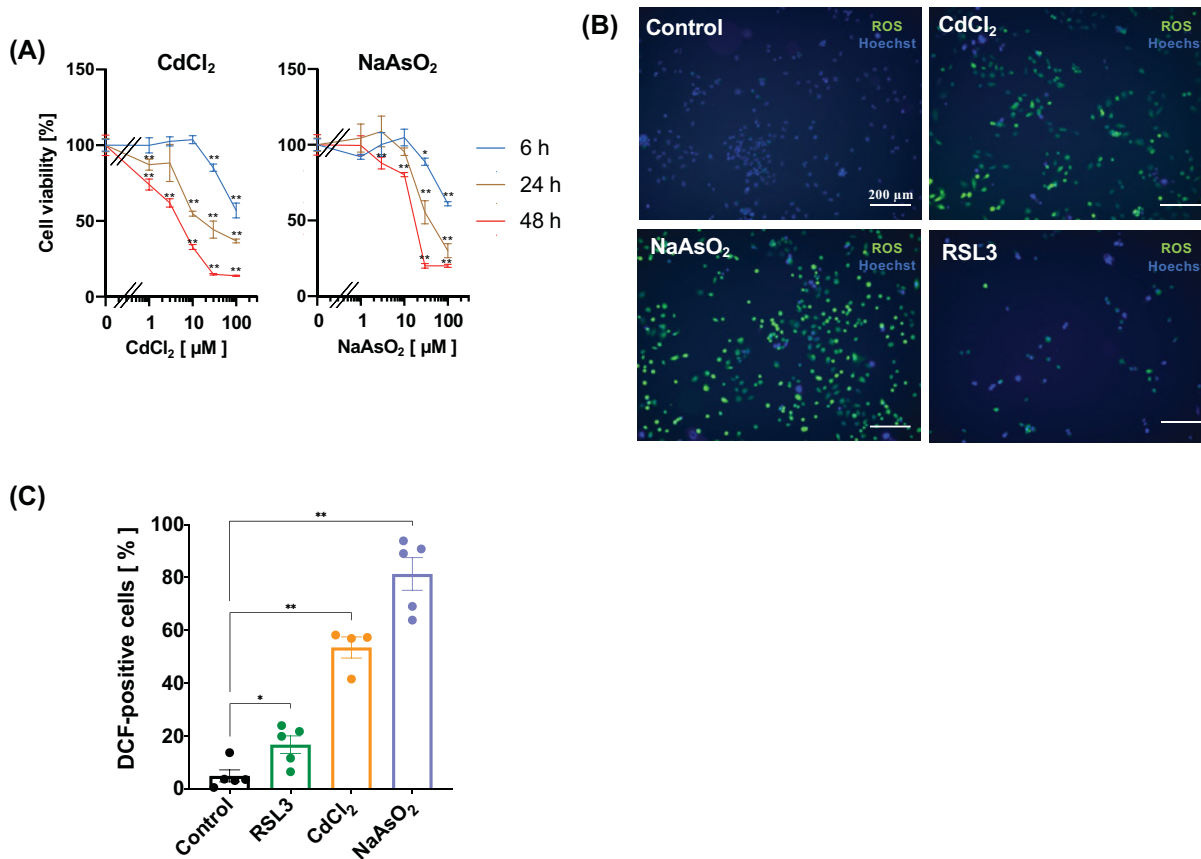 (A)
CdCl₂
NaAsO₂
Cell viability [%]
150
100
50
0
**
**
**
**
**
**
**
**
**
**
**
0
1
10
100
CdCl₂ [ µM ]
150
100
50
0
*
**
**
**
**
**
**
**
0
1
10
100
NaAsO₂ [ µM ]
6 h
24 h
48 h
(B)
Control
ROS
Hoechst
200 µm
CdCl₂
ROS
Hoechst
NaAsO₂
ROS
Hoechst
RSL3
ROS
Hoechs
(C)
DCF-positive cells [ % ]
100
80
60
40
20
0
**
**
*
Control
RSL3
CdCl₂
NaAsO₂